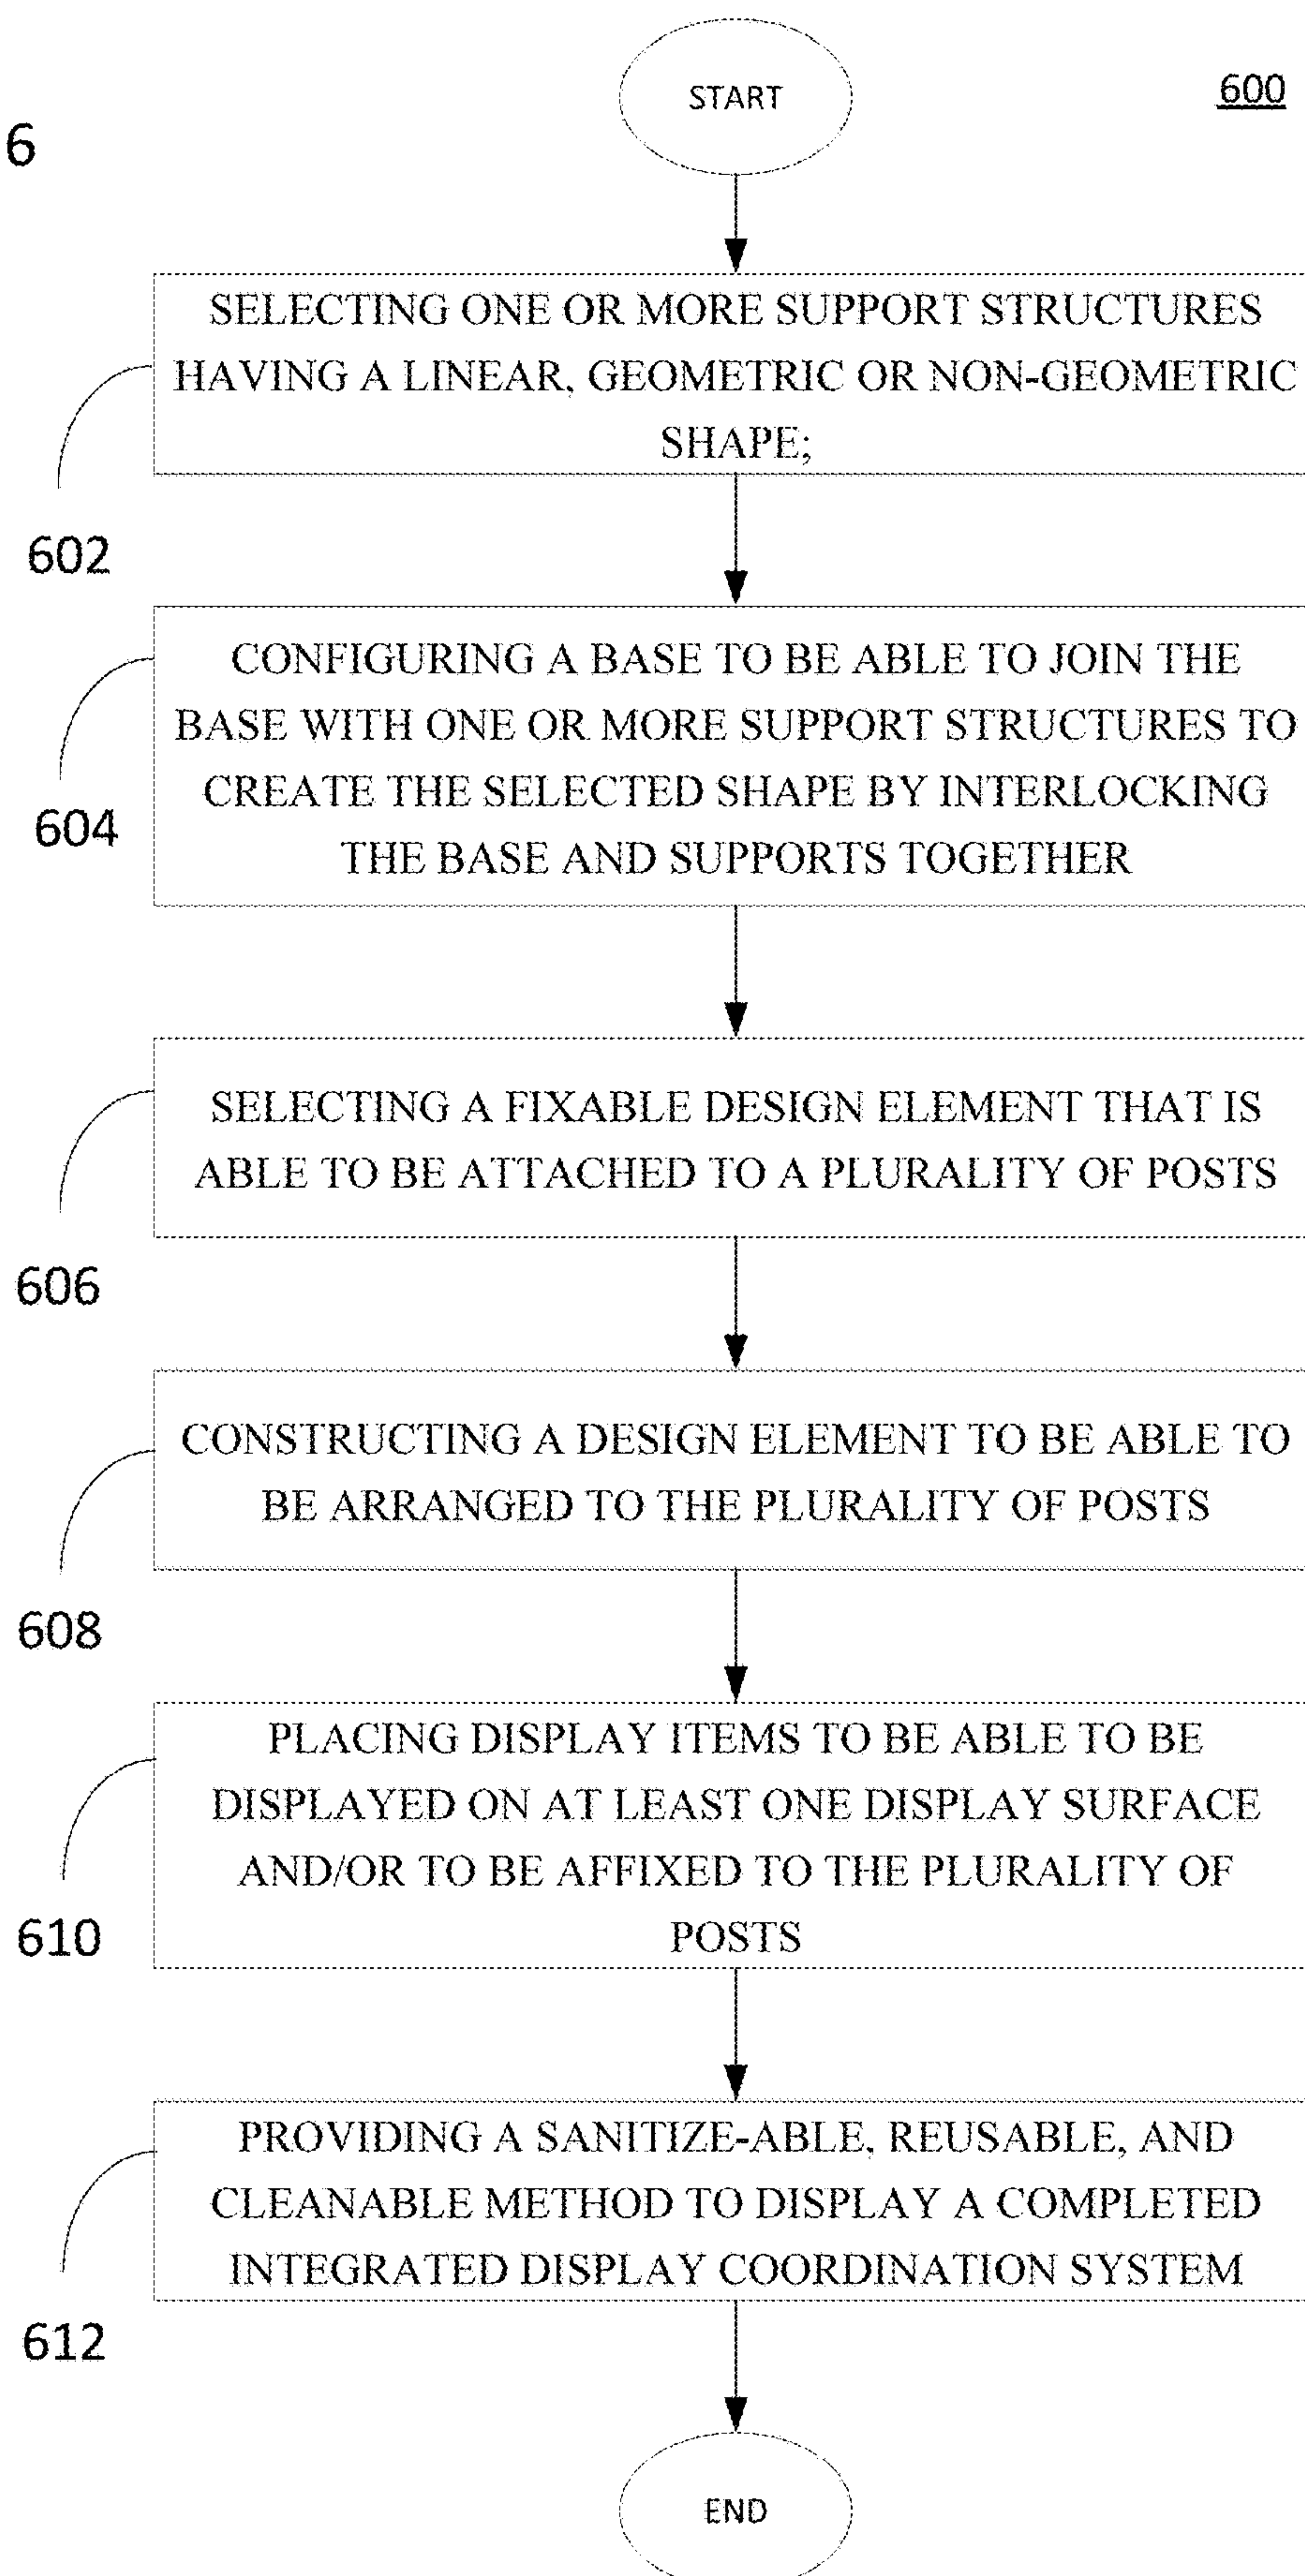 START
600
6
SELECTING ONE OR MORE SUPPORT STRUCTURES
HAVING A LINEAR, GEOMETRIC OR NON-GEOMETRIC
SHAPE;
602
CONFIGURING A BASE TO BE ABLE TO JOIN THE
BASE WITH ONE OR MORE SUPPORT STRUCTURES TO
CREATE THE SELECTED SHAPE BY INTERLOCKING
THE BASE AND SUPPORTS TOGETHER
604
SELECTING A FIXABLE DESIGN ELEMENT THAT IS
ABLE TO BE ATTACHED TO A PLURALITY OF POSTS
606
CONSTRUCTING A DESIGN ELEMENT TO BE ABLE TO
BE ARRANGED TO THE PLURALITY OF POSTS
608
PLACING DISPLAY ITEMS TO BE ABLE TO BE
DISPLAYED ON AT LEAST ONE DISPLAY SURFACE
AND/OR TO BE AFFIXED TO THE PLURALITY OF
POSTS
610
PROVIDING A SANITIZE-ABLE, REUSABLE, AND
CLEANABLE METHOD TO DISPLAY A COMPLETED
INTEGRATED DISPLAY COORDINATION SYSTEM
612
END